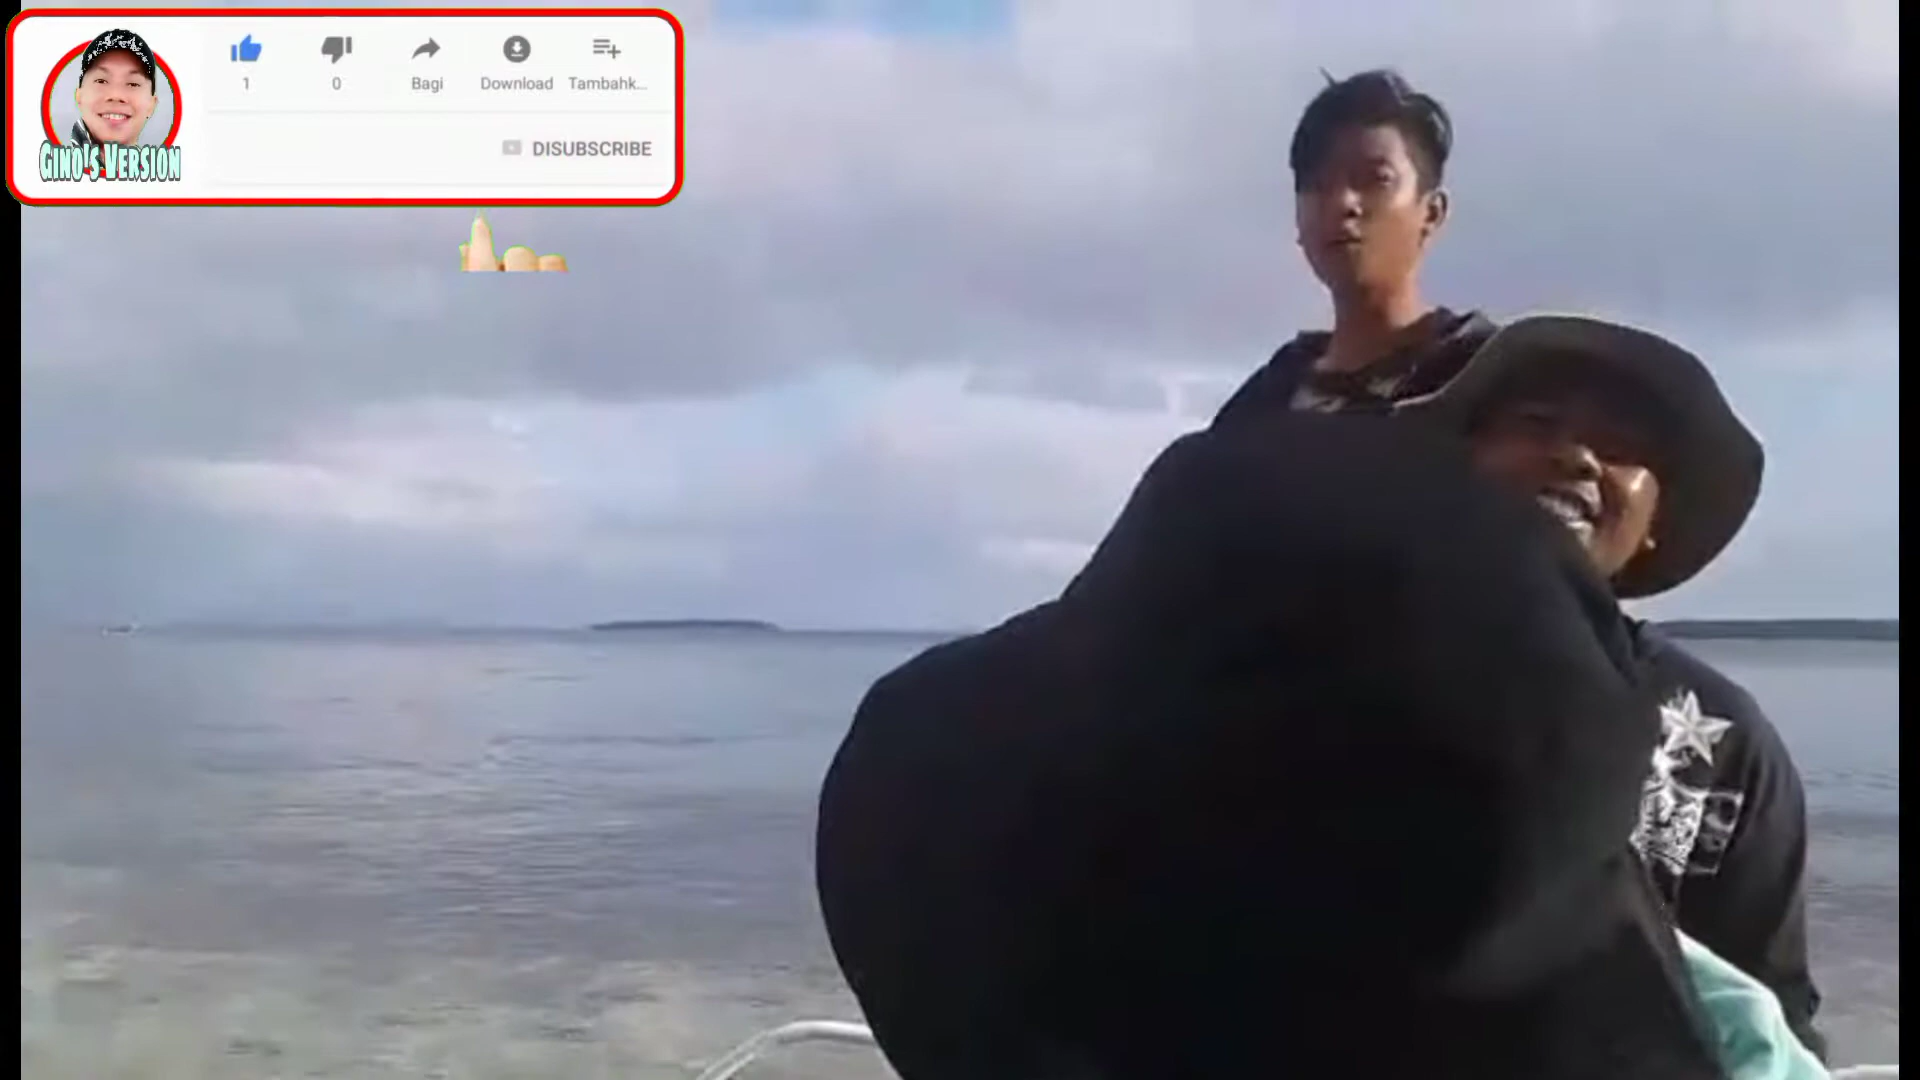 1
0
Bagi
Download
Tambahk...
DISUBSCRIBE
GINO'S VERSION